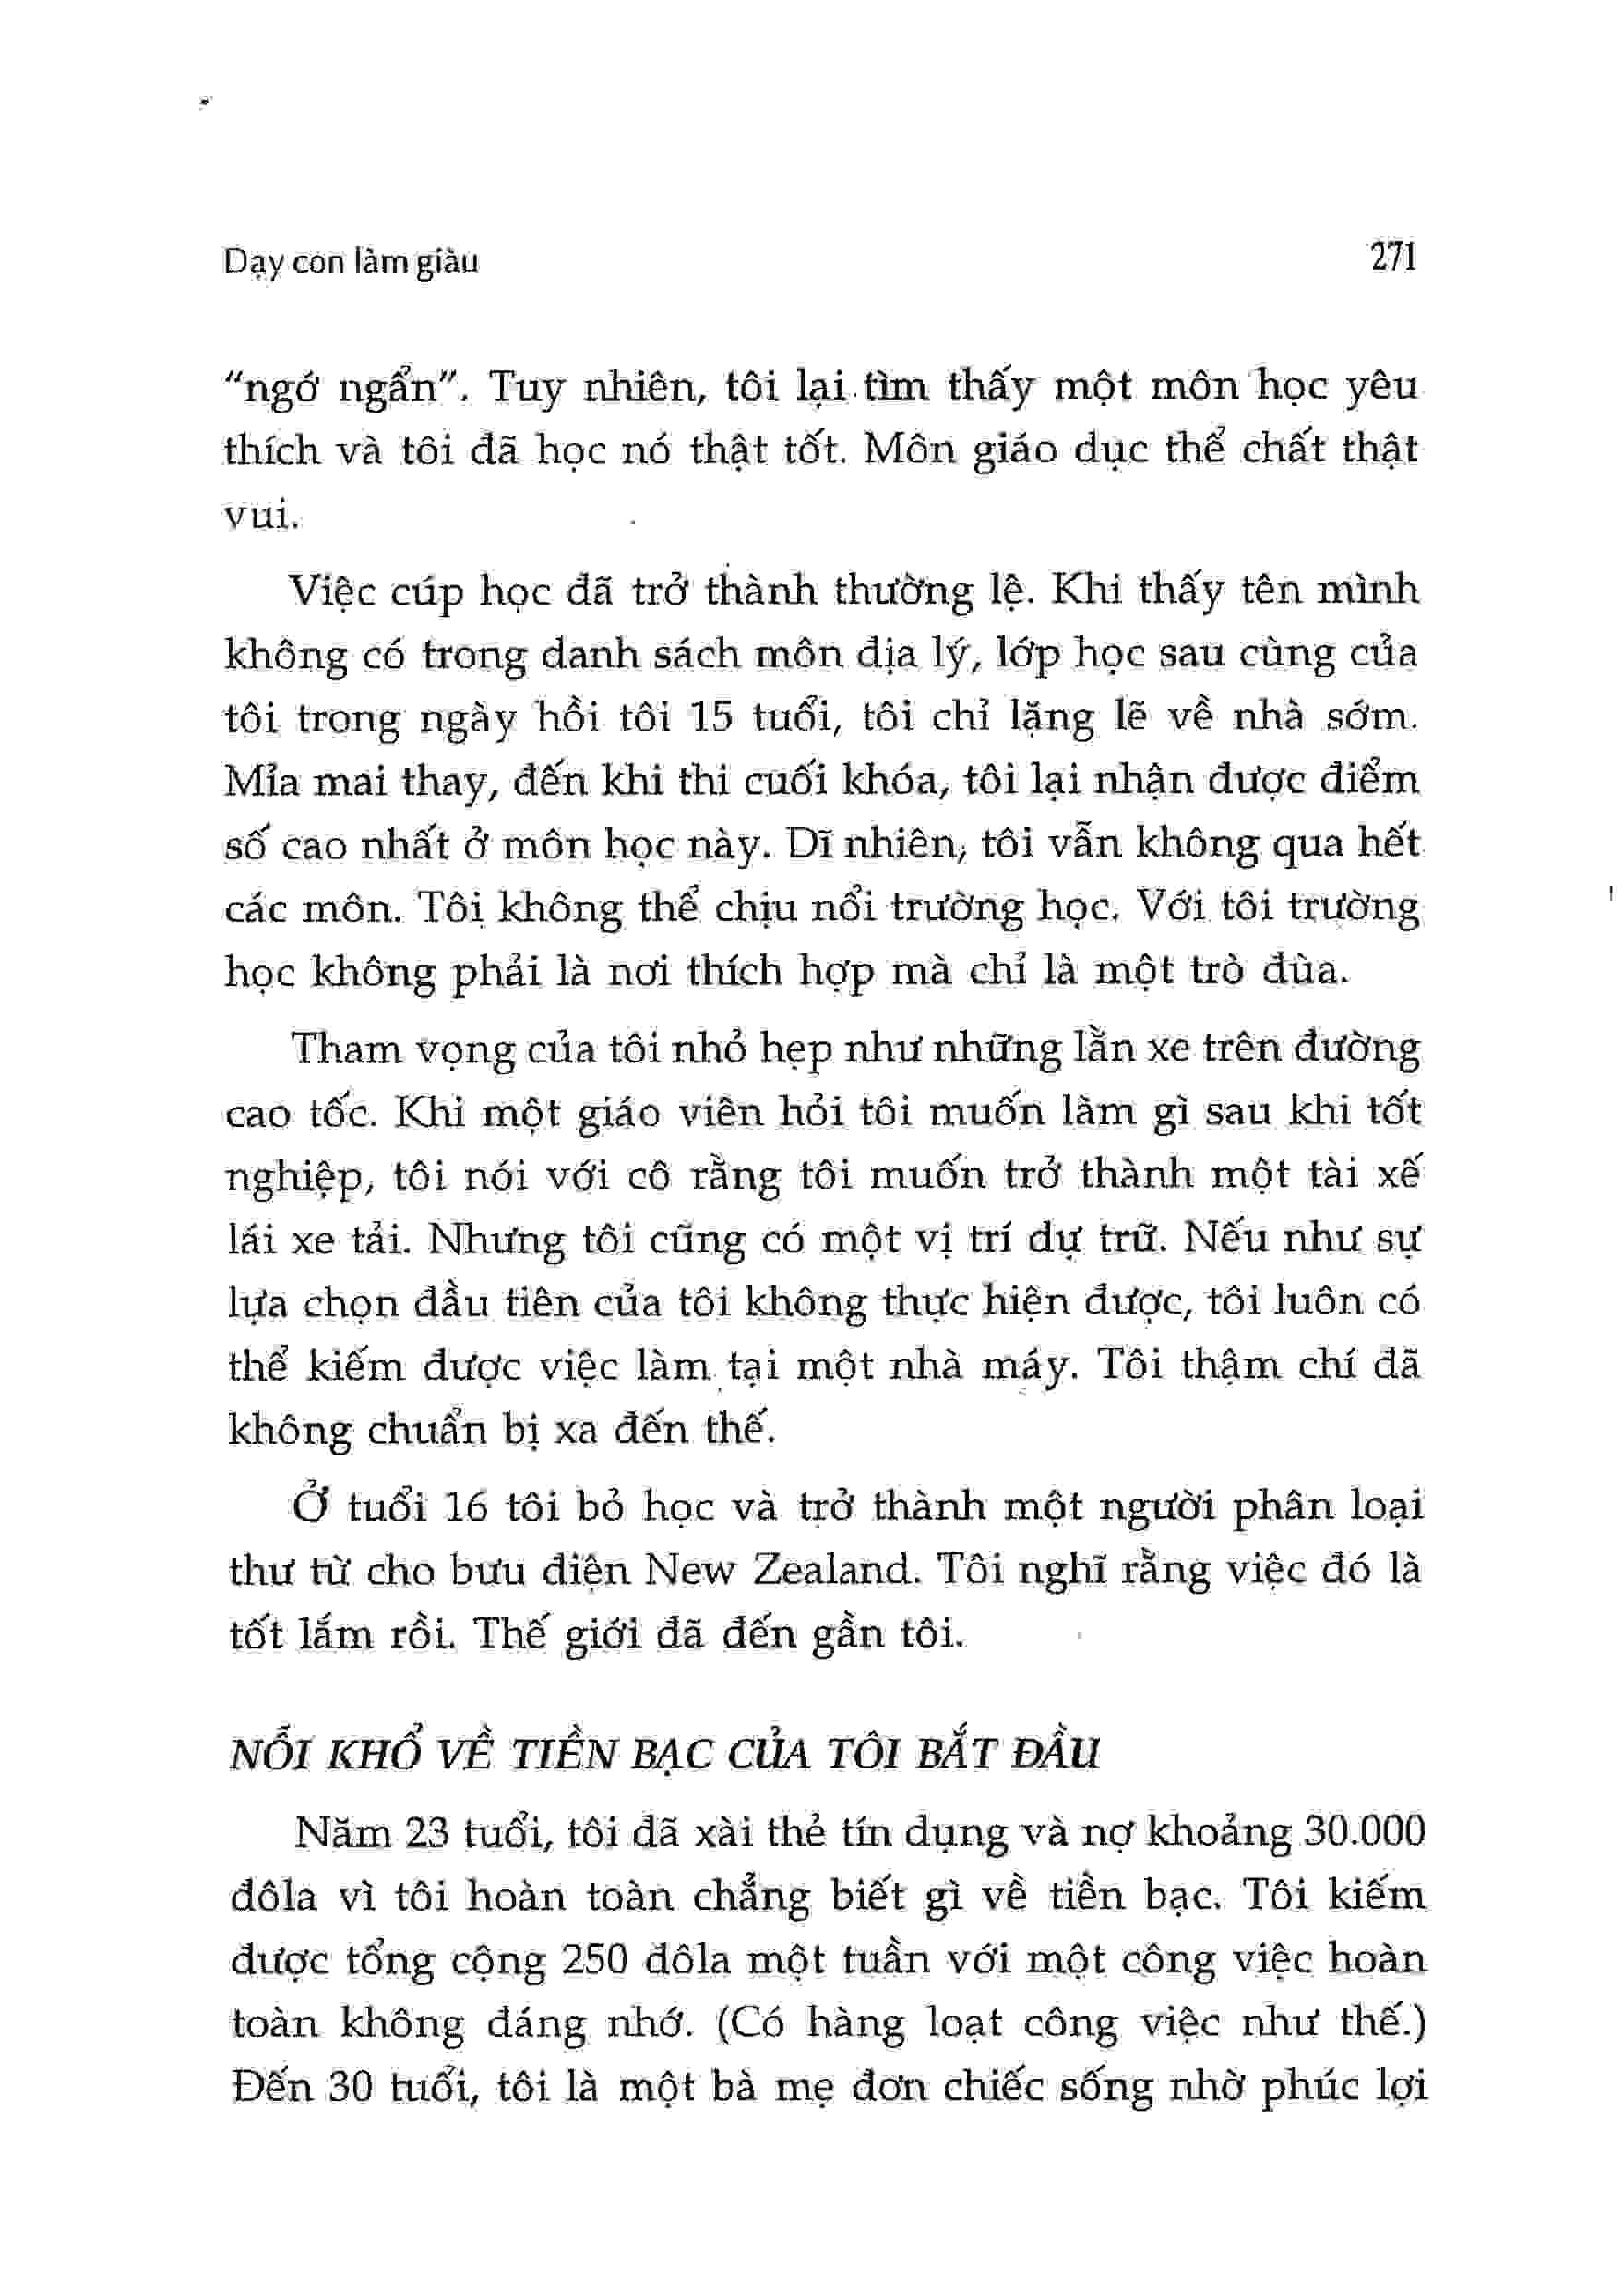 Dạy con làm giàu 271
“ngớ ngẩn”. Tuy nhiên, tôi lại tìm thấy một môn học yêu
thích và tôi đã học nó thật tốt. Môn giáo dục thể chất thật
vui.
Việc cúp học đã trở thành thường lệ. Khi thấy tên mình
không có trong danh sách môn địa lý, lớp học sau cùng của
tôi trong ngày hồi tôi 15 tuổi, tôi chỉ lặng lẽ về nhà sớm.
Mỉa mai thay, đến khi thi cuối khóa, tôi lại nhận được điểm
số cao nhất ở môn học này. Dĩ nhiên, tôi vẫn không qua hết
các môn. Tôi không thể chịu nổi trường học. Với tôi trường
học không phải là nơi thích hợp mà chỉ là một trò đùa.
Tham vọng của tôi nhỏ hẹp như những lằn xe trên đường
cao tốc. Khi một giáo viên hỏi tôi muốn làm gì sau khi tốt
nghiệp, tôi nói với cô rằng tôi muốn trở thành một tài xế
lái xe tải. Nhưng tôi cũng có một vị trí dự trữ. Nếu như sự
lựa chọn đầu tiên của tôi không thực hiện được, tôi luôn có
thể kiếm được việc làm tại một nhà máy. Tôi thậm chí đã
không chuẩn bị xa đến thế.
Ở tuổi 16 tôi bỏ học và trở thành một người phân loại
thư từ cho bưu điện New Zealand. Tôi nghĩ rằng việc đó là
tốt lắm rồi. Thế giới đã đến gần tôi.
NỖI KHỔ VỀ TIỀN BẠC CỦA TÔI BẮT ĐẦU
Năm 23 tuổi, tôi đã xài thẻ tín dụng và nợ khoảng 30.000
đôla vì tôi hoàn toàn chẳng biết gì về tiền bạc. Tôi kiếm
được tổng cộng 250 đôla một tuần với một công việc hoàn
toàn không đáng nhớ. (Có hàng loạt công việc như thế.)
Đến 30 tuổi, tôi là một bà mẹ đơn chiếc sống nhờ phúc lợi